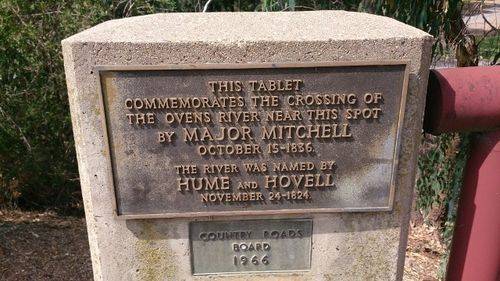 THIS TABLET
COMMEMORATES THE CROSSING OF
THE OVENS RIVER NEAR THIS SPOT
BY MAJOR MITCHELL
OCTOBER 15-1836.
THE RIVER WAS NAMED BY
HUME AND HOVELL
NOVEMBER 24-1824.
COUNTRY ROADS
BOARD
1966